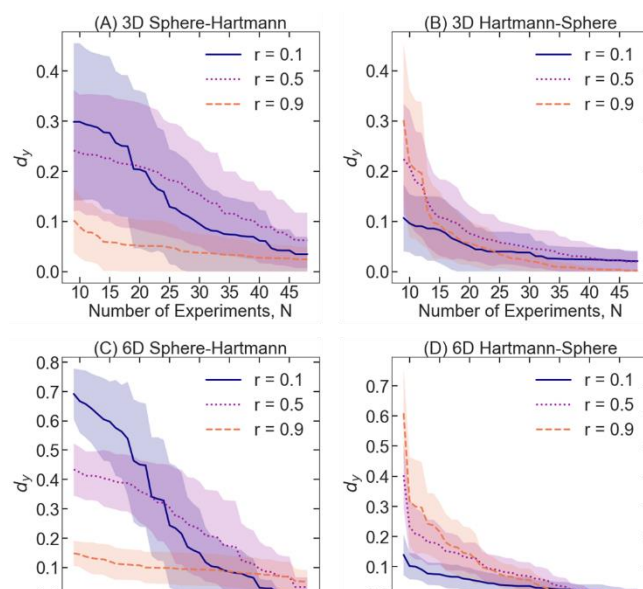 (A) 3D Sphere-Hartmann
r = 0.1
r = 0.5
r = 0.9
0.4
0.3
0.2
0.1
0.0
d_y
10 15 20 25 30 35 40 45
Number of Experiments, N
(B) 3D Hartmann-Sphere
r = 0.1
r = 0.5
r = 0.9
0.4
0.3
0.2
0.1
0.0
d_y
10 15 20 25 30 35 40 45
Number of Experiments, N
(C) 6D Sphere-Hartmann
r = 0.1
r = 0.5
r = 0.9
0.8
0.7
0.6
0.5
0.4
0.3
0.2
0.1
d_y
(D) 6D Hartmann-Sphere
r = 0.1
r = 0.5
r = 0.9
0.7
0.6
0.5
0.4
0.3
0.2
0.1
d_y